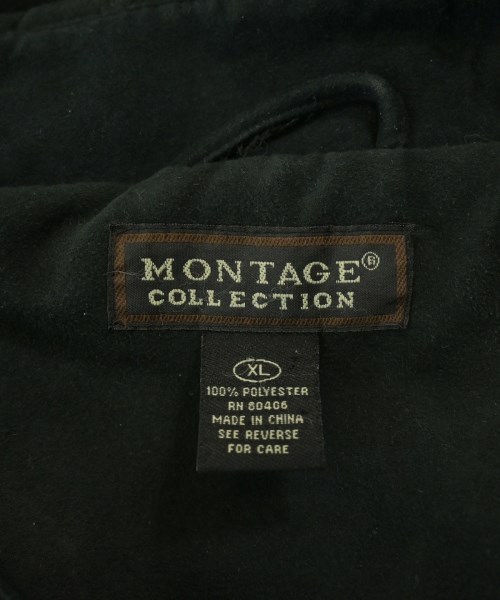 MONTAGE®
COLLECTION
XL
100% POLYESTER
RN 80406
MADE IN CHINA
SEE REVERSE
FOR CARE